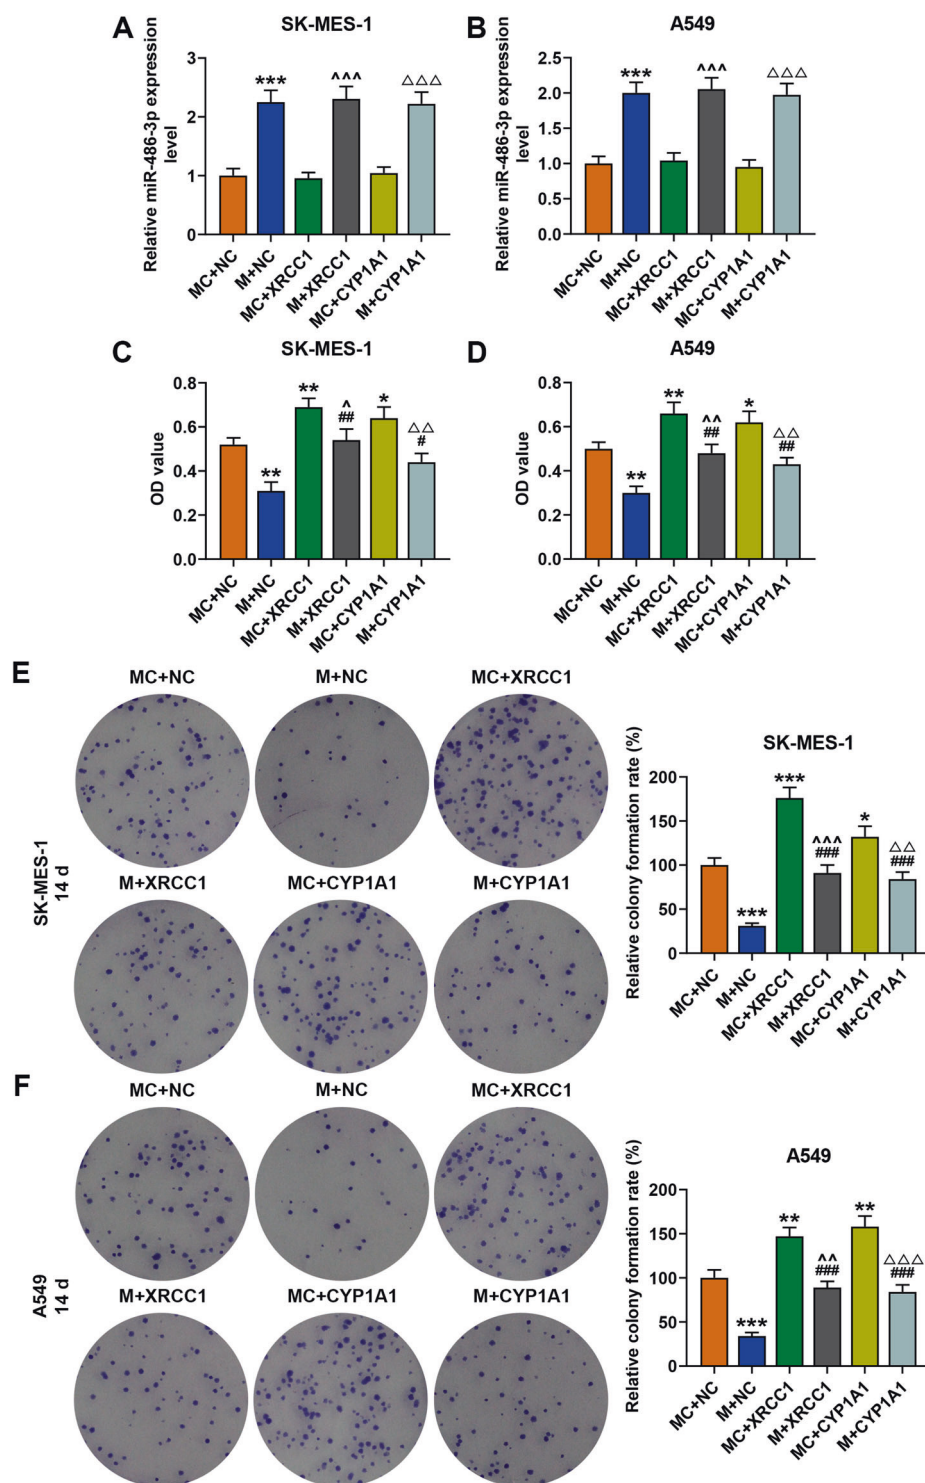 A
SK-MES-1
Relative miR-486-3p expression
level
3
2
1
0
***
^^^
△△△
MC+NC
M+NC
MC+XRCC1
M+XRCC1
MC+CYP1A1
M+CYP1A1
B
A549
Relative miR-486-3p expression
level
2.5
2.0
1.5
1.0
0.5
0.0
***
^^^
△△△
MC+NC
M+NC
MC+XRCC1
M+XRCC1
MC+CYP1A1
M+CYP1A1
C
SK-MES-1
OD value
0.8
0.6
0.4
0.2
0.0
**
**
^
##
*
△△
#
MC+NC
M+NC
MC+XRCC1
M+XRCC1
MC+CYP1A1
M+CYP1A1
D
A549
OD value
0.8
0.6
0.4
0.2
0.0
**
**
^^
##
*
△△
##
MC+NC
M+NC
MC+XRCC1
M+XRCC1
MC+CYP1A1
M+CYP1A1
E
SK-MES-1
14 d
MC+NC
M+NC
MC+XRCC1
M+XRCC1
MC+CYP1A1
M+CYP1A1
SK-MES-1
Relative colony formation rate (%)
200
150
100
50
0
***
***
^^^
###
*
△△
###
MC+NC
M+NC
MC+XRCC1
M+XRCC1
MC+CYP1A1
M+CYP1A1
F
A549
14 d
MC+NC
M+NC
MC+XRCC1
M+XRCC1
MC+CYP1A1
M+CYP1A1
A549
Relative colony formation rate (%)
200
150
100
50
0
***
**
^^
###
**
△△△
###
MC+NC
M+NC
MC+XRCC1
M+XRCC1
MC+CYP1A1
M+CYP1A1